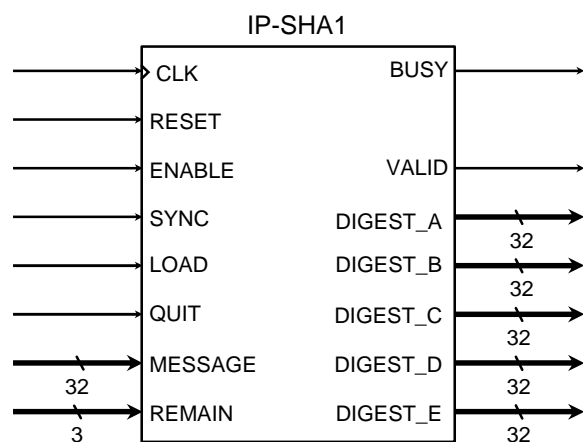 IP-SHA1
CLK BUSY
RESET
ENABLE VALID
SYNC DIGEST_A
32
LOAD DIGEST_B
32
QUIT DIGEST_C
32
MESSAGE DIGEST_D
32 32
REMAIN DIGEST_E
3 32